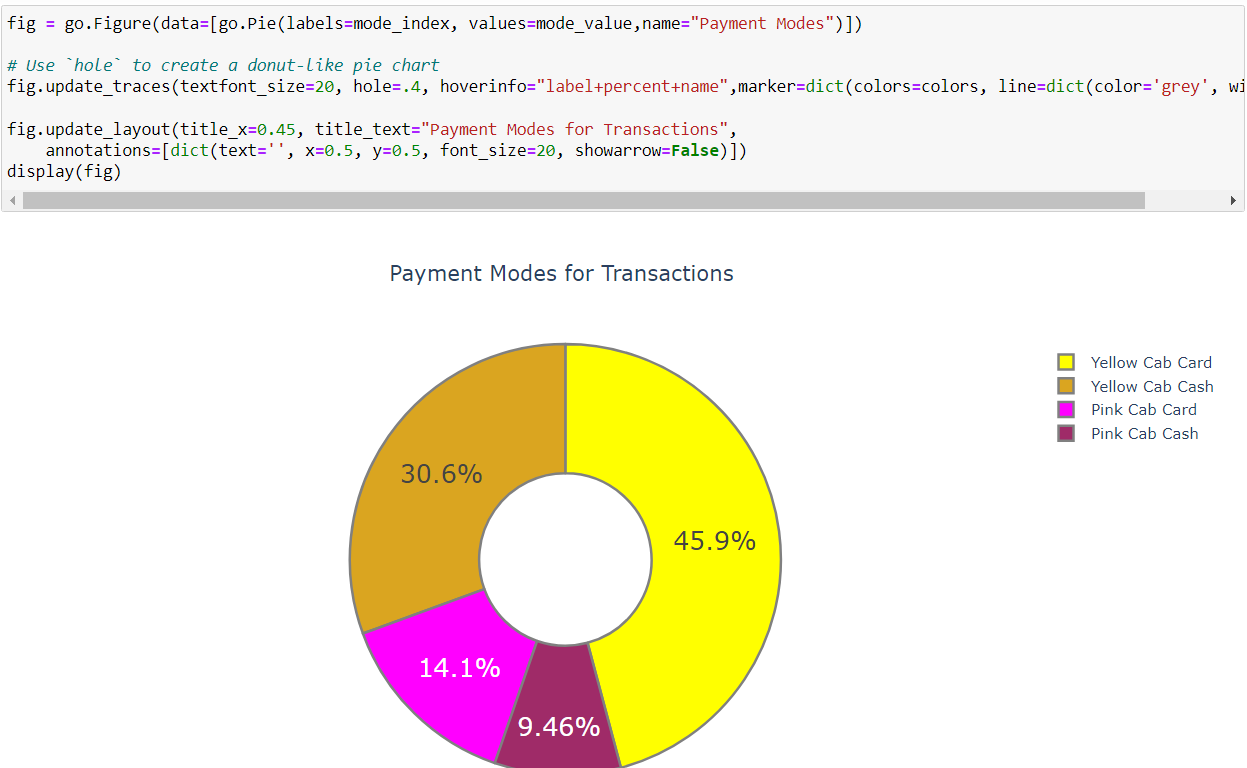 fig = go.Figure(data=[go.Pie(labels=mode_index, values=mode_value,name="Payment Modes")])
# Use `hole` to create a donut-like pie chart
fig.update_traces(textfont_size=20, hole=.4, hoverinfo="label+percent+name",marker=dict(colors=colors, line=dict(color='grey', wi
fig.update_layout(title_x=0.45, title_text="Payment Modes for Transactions",
annotations=[dict(text='', x=0.5, y=0.5, font_size=20, showarrow=False)])
display(fig)
Payment Modes for Transactions
Yellow Cab Card
Yellow Cab Cash
Pink Cab Card
Pink Cab Cash
30.6%
45.9%
14.1%
9.46%